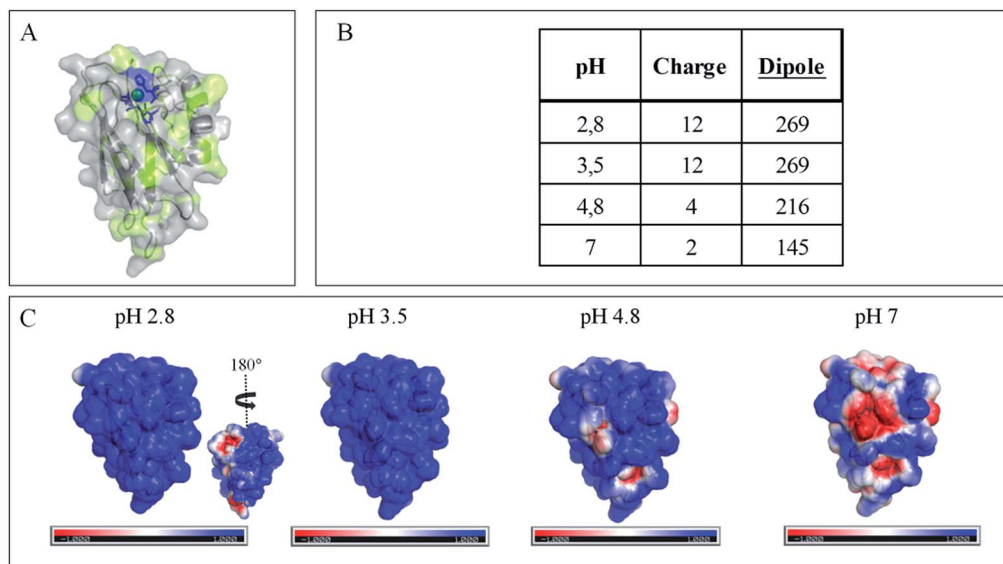 A
B
pH Charge Dipole
2,8 12 269
3,5 12 269
4,8 4 216
7 2 145
C
pH 2.8 pH 3.5 pH 4.8 pH 7
180°
-1.000 1.000 -1.000 1.000 -1.000 1.000 -1.000 1.000